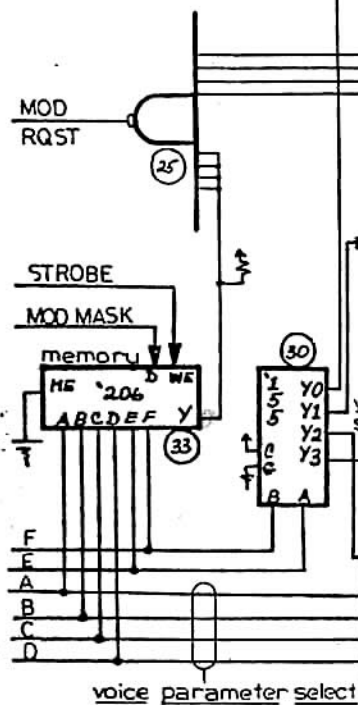 MOD
RQST
25
STROBE
MOD MASK
memory
D WE
ME '206
A B C D E F Y
33
30
'155
Y0
Y1
Y2
Y3
C
G
B A
F
E
A
B
C
D
voice parameter select